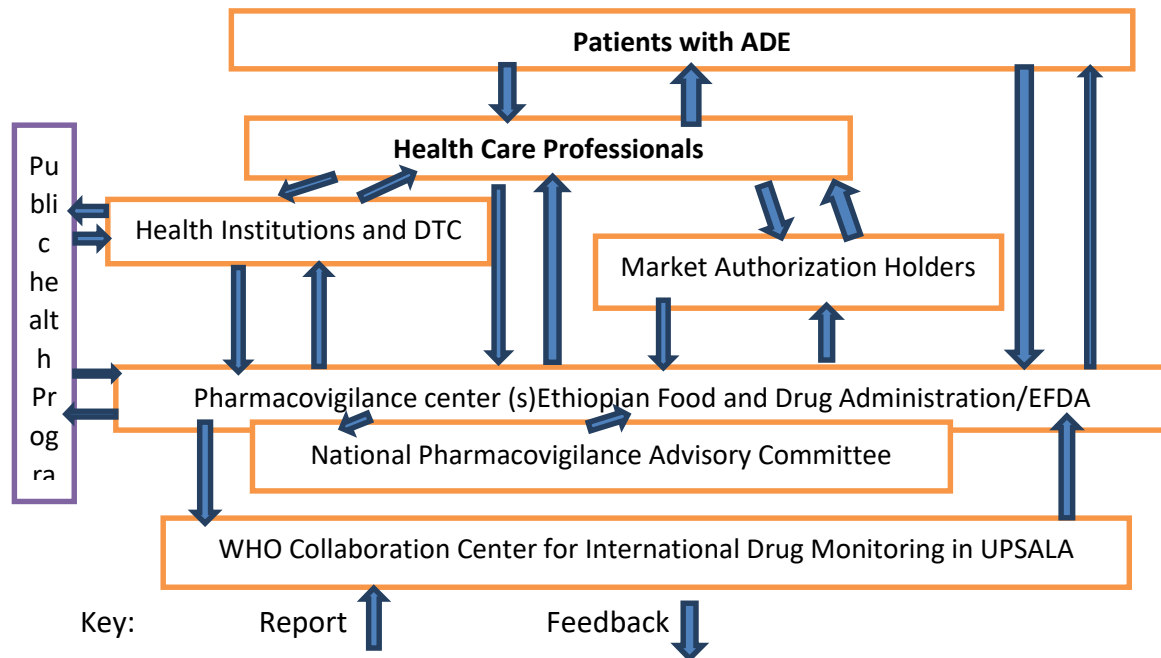 Patients with ADE
Health Care Professionals
Pu
bli
c
he
alt
h
Pr
og
ra
Health Institutions and DTC
Market Authorization Holders
Pharmacovigilance center (s)Ethiopian Food and Drug Administration/EFDA
National Pharmacovigilance Advisory Committee
WHO Collaboration Center for International Drug Monitoring in UPSALA
Key: Report Feedback